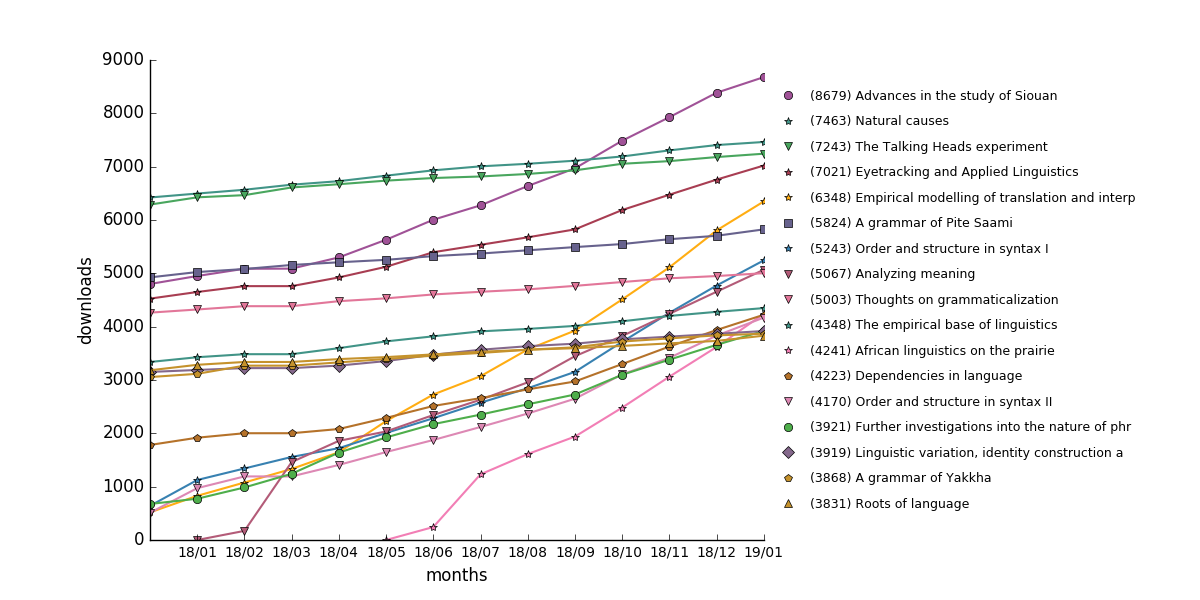 9000
8000
7000
6000
5000
4000
3000
2000
1000
0
downloads
18/01 18/02 18/03 18/04 18/05 18/06 18/07 18/08 18/09 18/10 18/11 18/12 19/01
months
(8679) Advances in the study of Siouan
(7463) Natural causes
(7243) The Talking Heads experiment
(7021) Eyetracking and Applied Linguistics
(6348) Empirical modelling of translation and interp
(5824) A grammar of Pite Saami
(5243) Order and structure in syntax I
(5067) Analyzing meaning
(5003) Thoughts on grammaticalization
(4348) The empirical base of linguistics
(4241) African linguistics on the prairie
(4223) Dependencies in language
(4170) Order and structure in syntax II
(3921) Further investigations into the nature of phr
(3919) Linguistic variation, identity construction a
(3868) A grammar of Yakkha
(3831) Roots of language